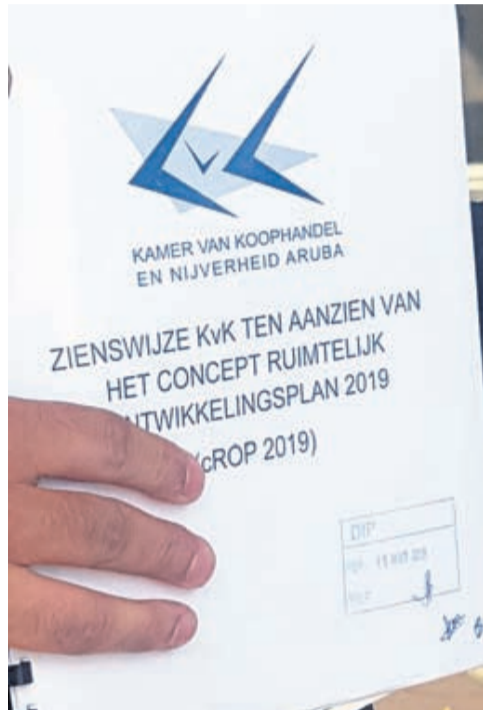 KAMER VAN KOOPHANDEL
EN NIJVERHEID ARUBA
ZIENSWIJZE KvK TEN AANZIEN VAN
HET CONCEPT RUIMTELIJK
NTWIKKELINGSPLAN 2019
(cROP 2019)
DIP